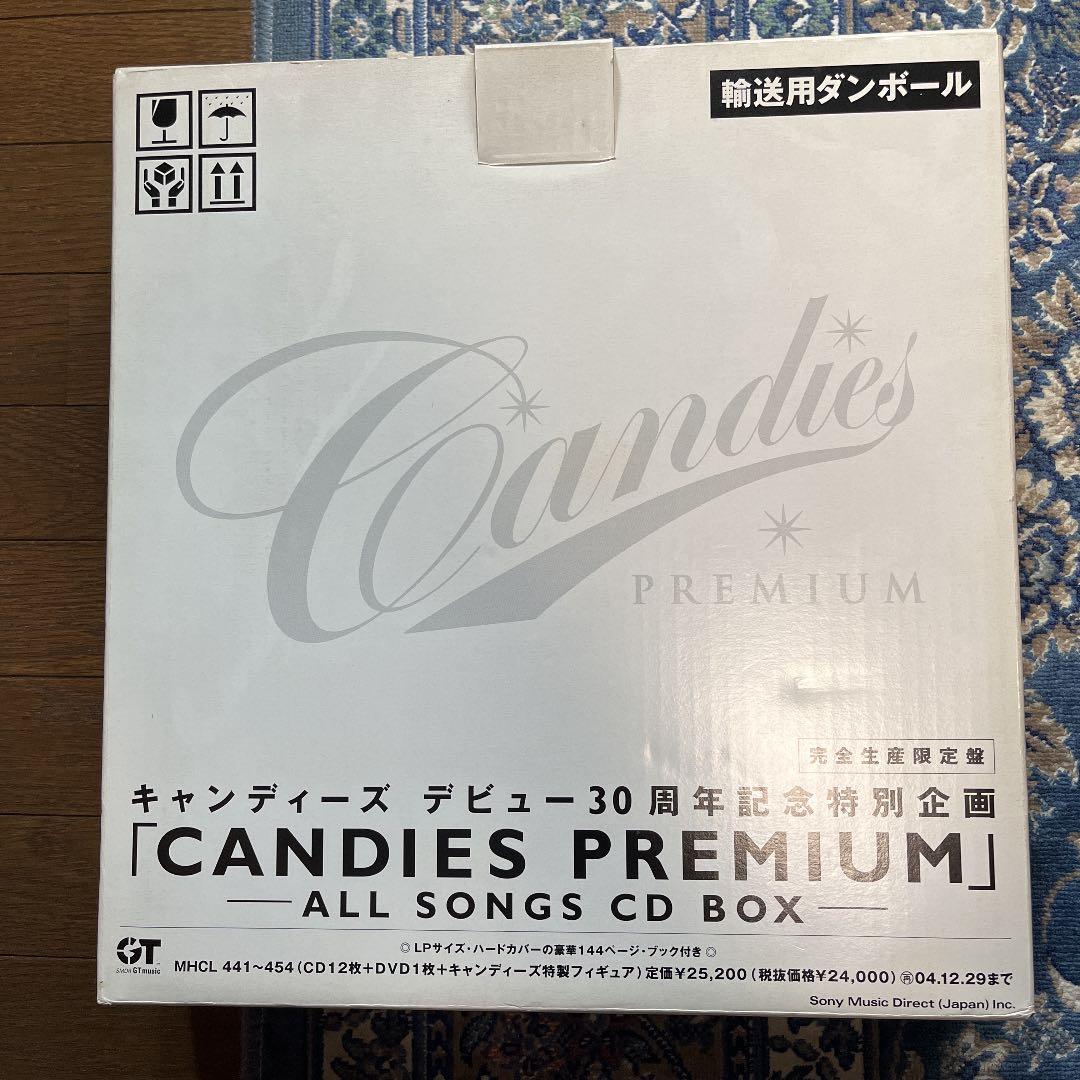 輸送用ダンボール
Candies
PREMIUM
完全生産限定盤
キャンディーズ デビュー30周年記念特別企画
「CANDIES PREMIUM」
ALL SONGS CD BOX
◎LPサイズ・ハードカバーの豪華144ページ・ブック付き◎
GT
SMDR GTmusic
MHCL 441〜454(CD12枚+DVD1枚+キャンディーズ特製フィギュア)定価¥25,200(税抜価格¥24,000)㊢04.12.29まで
Sony Music Direct (Japan) Inc.